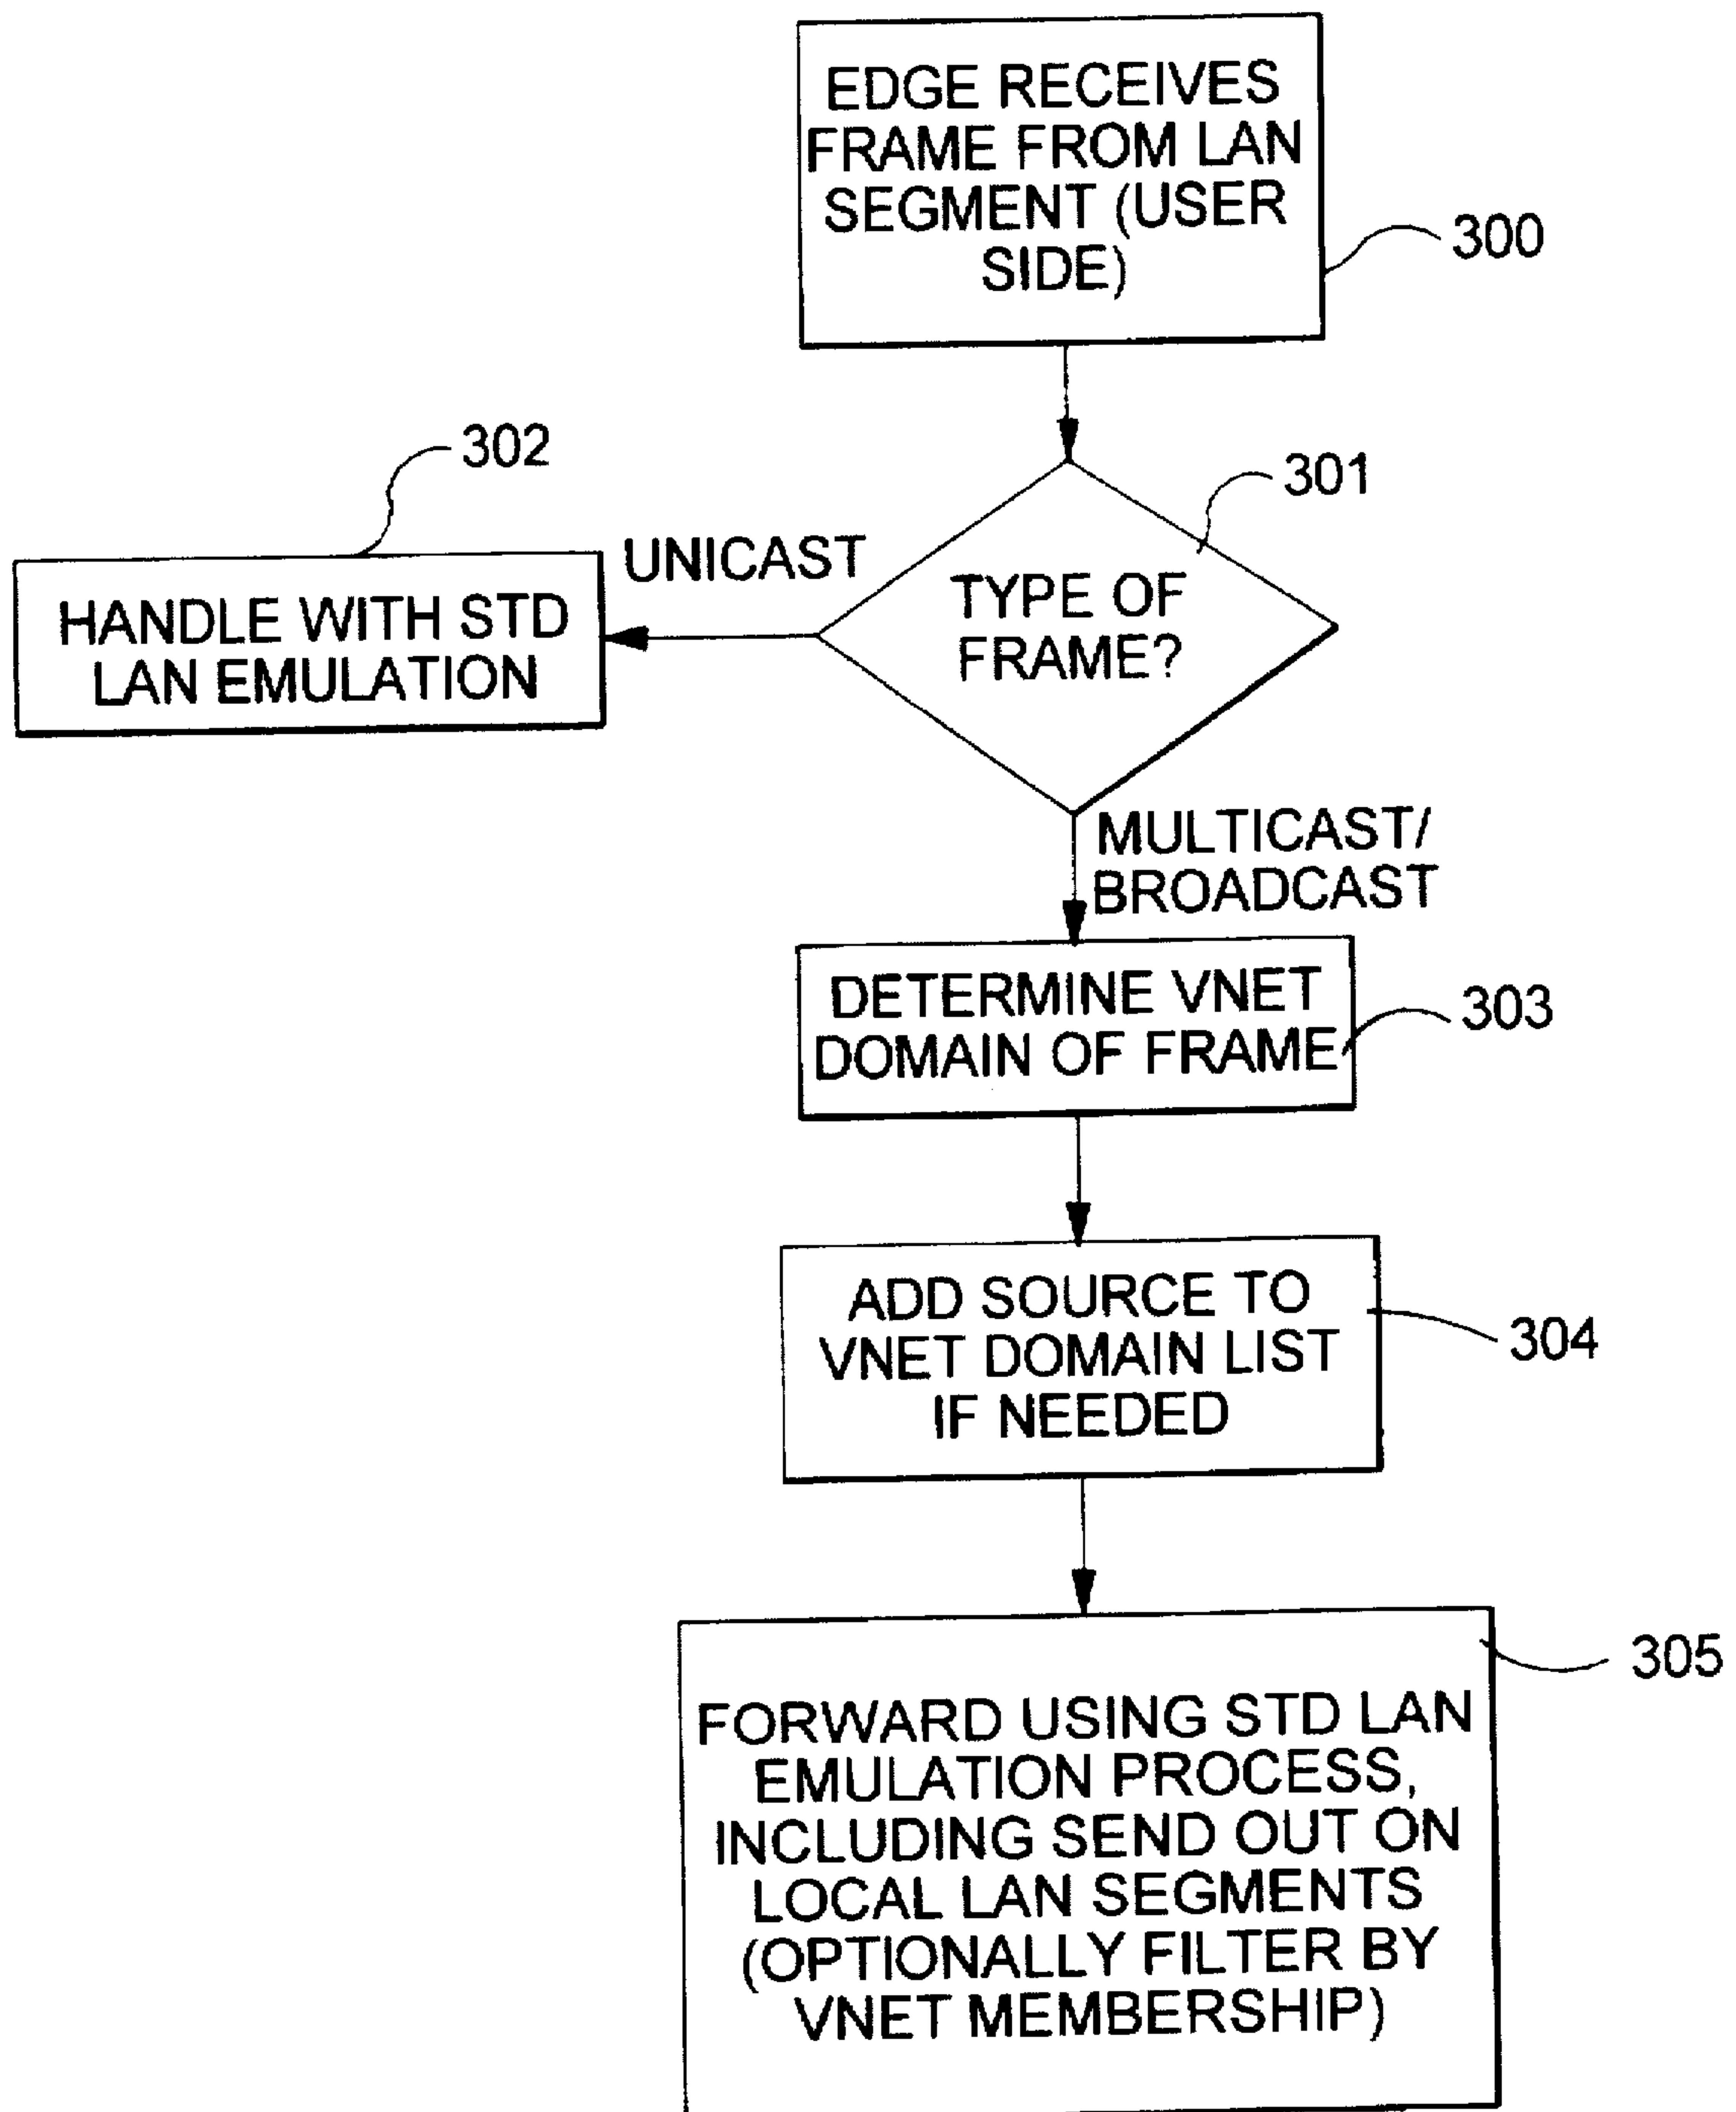 EDGE RECEIVES
FRAME FROM LAN
SEGMENT (USER
SIDE)
300
302
301
UNICAST
HANDLE WITH STD
LAN EMULATION
TYPE OF
FRAME?
MULTICAST/
BROADCAST
DETERMINE VNET
DOMAIN OF FRAME
303
ADD SOURCE TO
VNET DOMAIN LIST
IF NEEDED
304
305
FORWARD USING STD LAN
EMULATION PROCESS,
INCLUDING SEND OUT ON
LOCAL LAN SEGMENTS
(OPTIONALLY FILTER BY
VNET MEMBERSHIP)